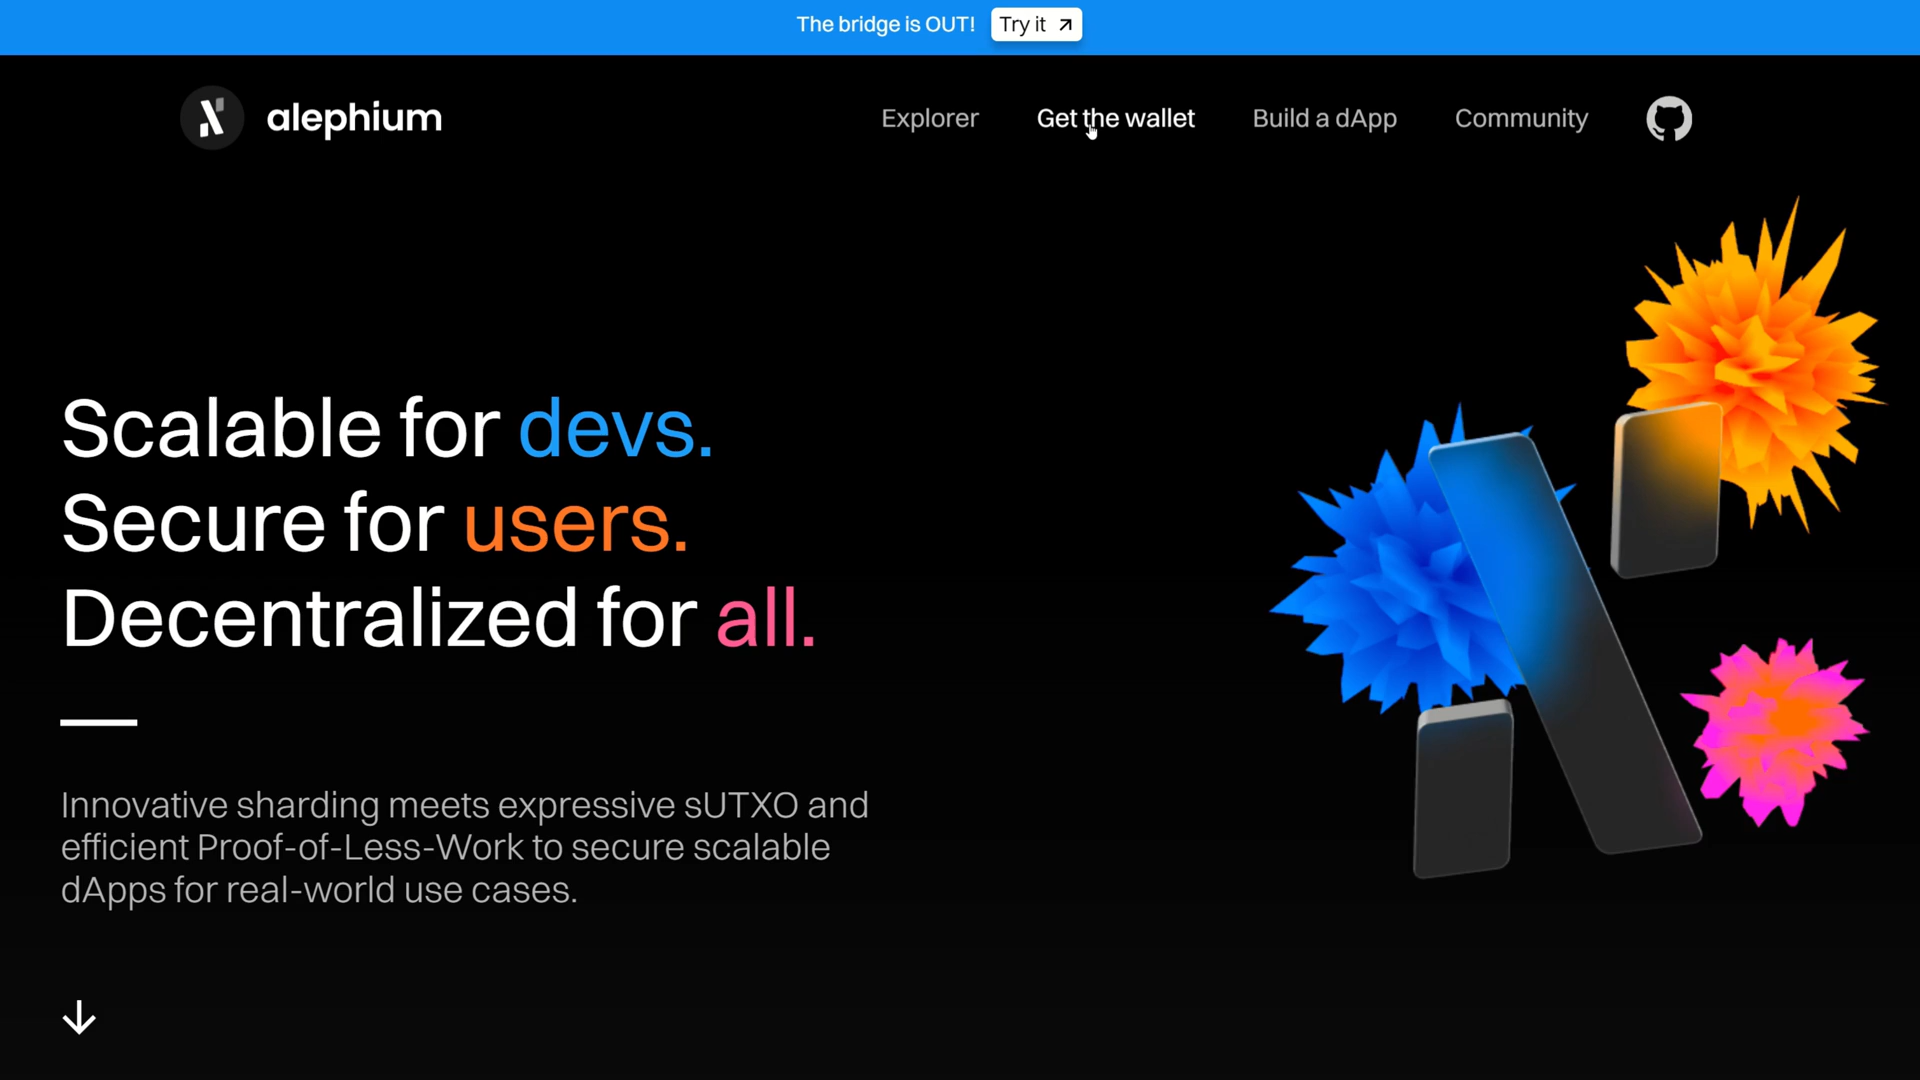 The bridge is OUT! Try it
alephium
Explorer Get the wallet Build a dApp Community
Scalable for devs.
Secure for users.
Decentralized for all.
Innovative sharding meets expressive sUTXO and
efficient Proof-of-Less-Work to secure scalable
dApps for real-world use cases.